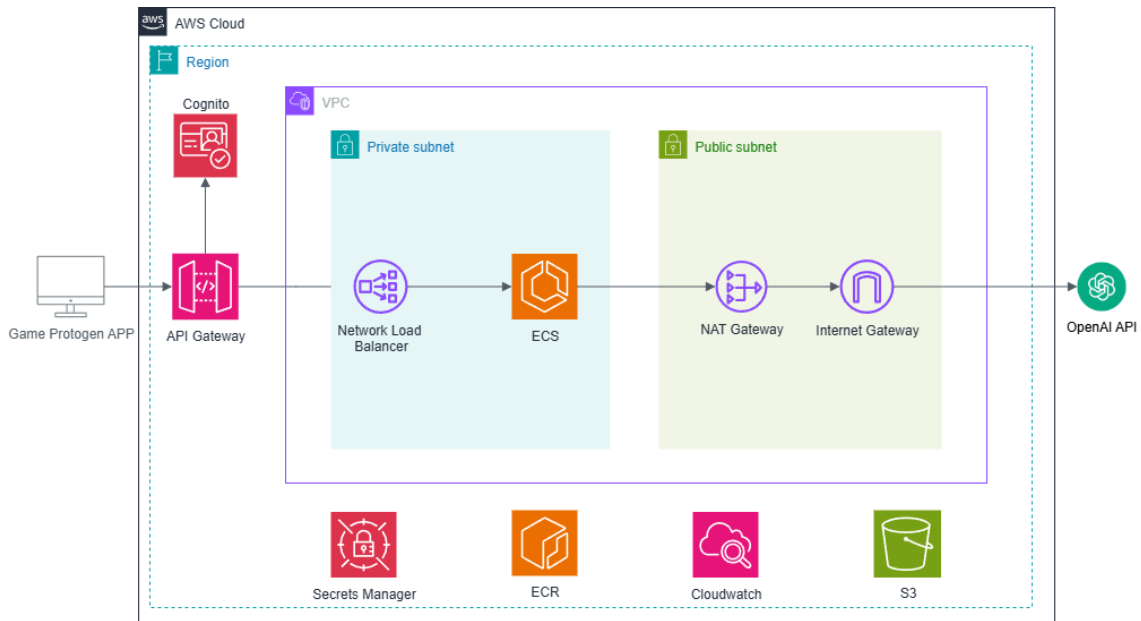 aws
AWS Cloud
Region
Cognito
VPC
Private subnet
Public subnet
Game Protogen APP
API Gateway
Network Load
Balancer
ECS
NAT Gateway
Internet Gateway
OpenAI API
Secrets Manager
ECR
Cloudwatch
S3